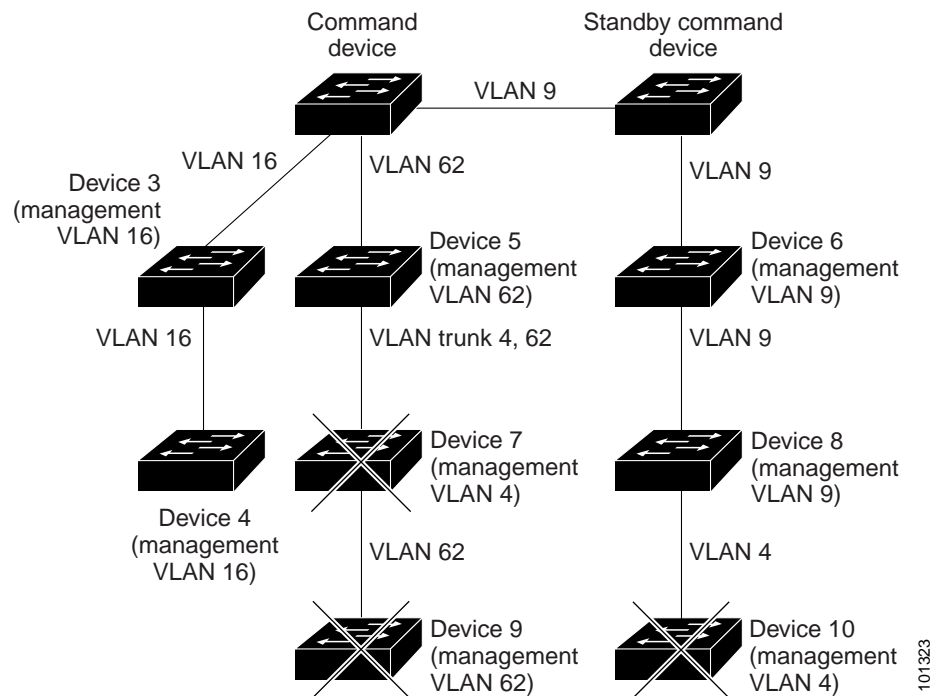 Command
device
Standby command
device
VLAN 9
VLAN 16
VLAN 62
VLAN 9
Device 3
(management
VLAN 16)
Device 5
(management
VLAN 62)
Device 6
(management
VLAN 9)
VLAN 16
VLAN trunk 4, 62
VLAN 9
Device 4
(management
VLAN 16)
Device 7
(management
VLAN 4)
Device 8
(management
VLAN 9)
VLAN 62
VLAN 4
Device 9
(management
VLAN 62)
Device 10
(management
VLAN 4)
101323